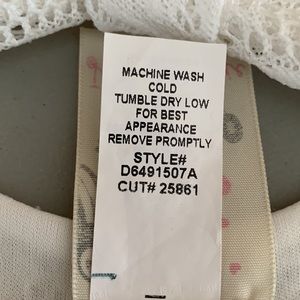 MACHINE WASH
COLD
TUMBLE DRY LOW
FOR BEST
APPEARANCE
REMOVE PROMPTLY
STYLE#
D6491507A
CUT# 25861